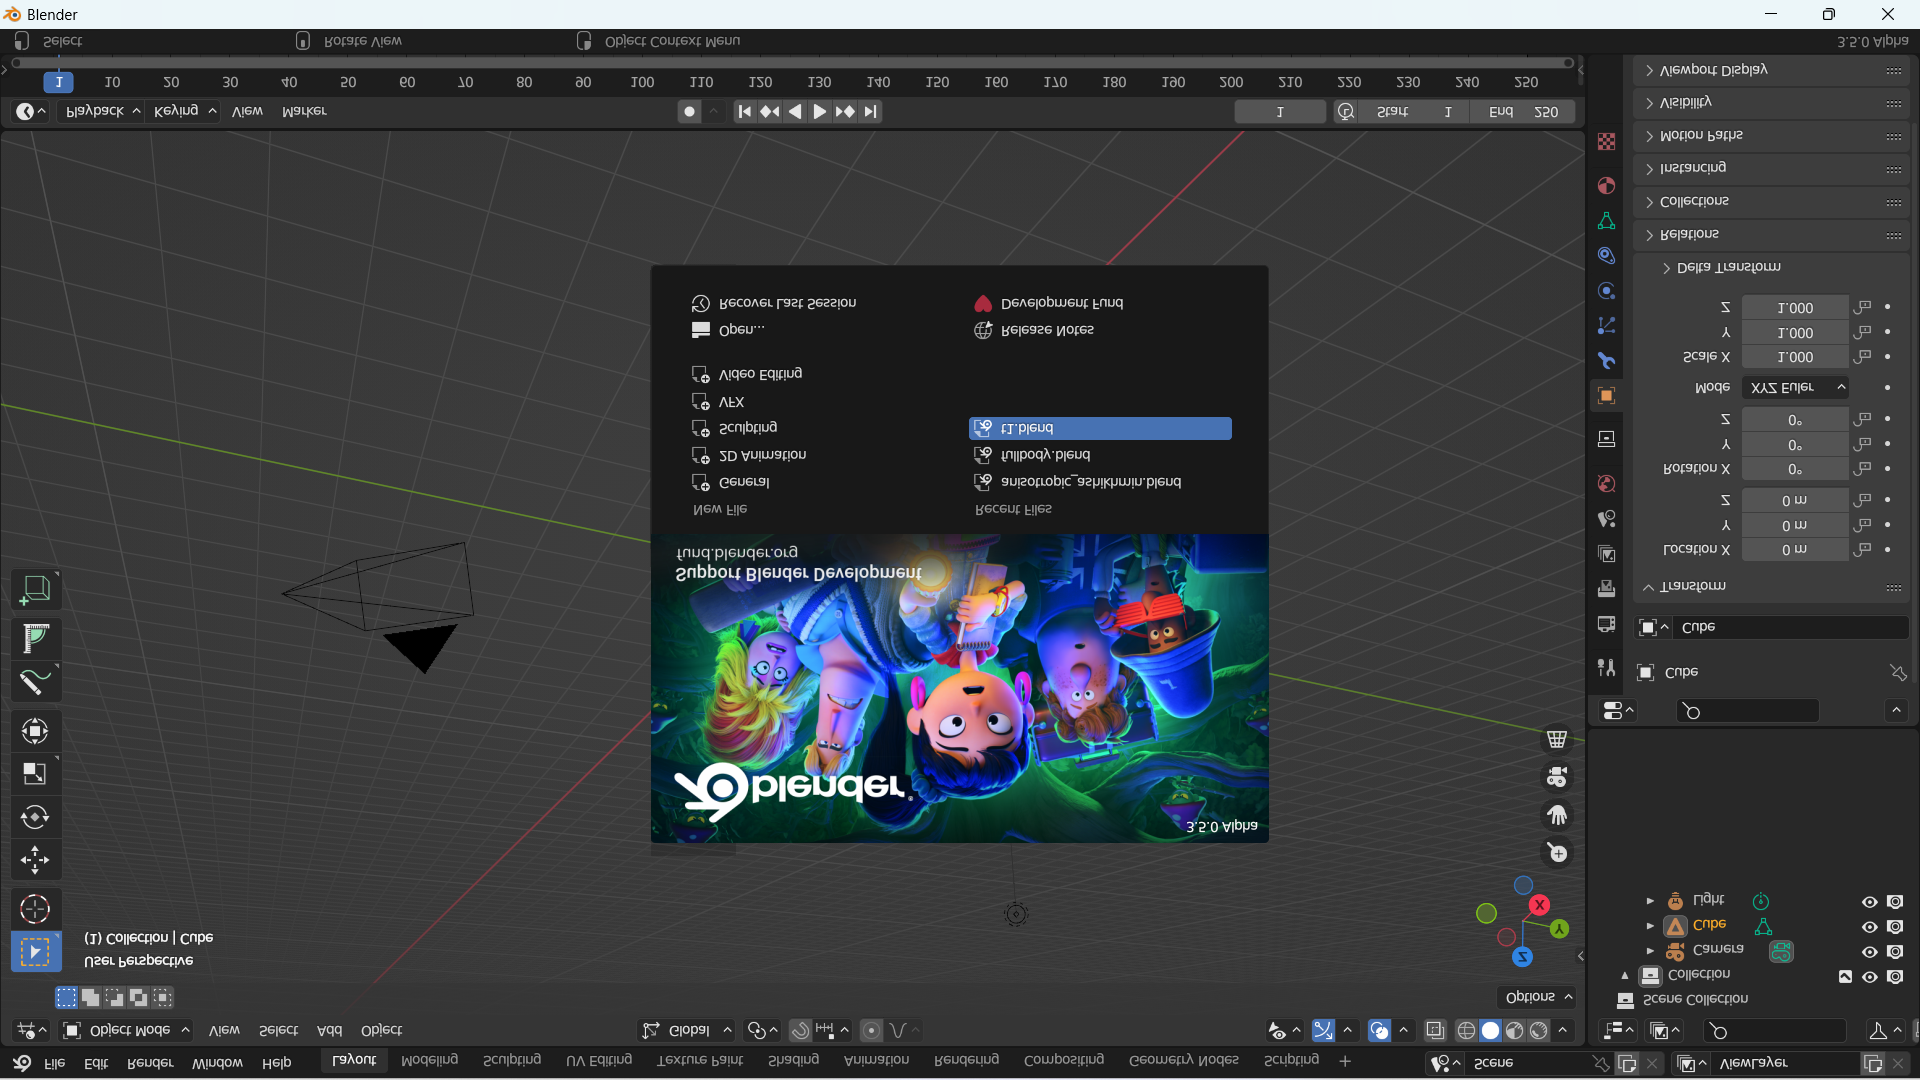 Blender
Select
Rotate View
Object Context Menu
3.5.0 Alpha
1 10 20 30 40 50 60 70 80 90 100 110 120 130 140 150 160 170 180 190 200 210 220 230 240 250
Playback Keying View Marker
1 Start 1 End 250
Viewport Display
Visibility
Motion Paths
Instancing
Collections
Relations
Delta Transform
Z 1.000
Y 1.000
Scale X 1.000
Mode XYZ Euler
Z 0°
Y 0°
Rotation X 0°
Z 0 m
Y 0 m
Location X 0 m
Transform
Cube
Cube
Recover Last Session
Development Fund
Open...
Release Notes
Video Editing
VFX
Sculpting
t1.blend
2D Animation
fullbody.blend
General
anisotropic_ashikhmin.blend
New File
Recent Files
fund.blender.org
Support Blender Development
blender
3.5.0 Alpha
X
Y
Z
Light
Cube
Camera
Collection
Scene Collection
(1) Collection | Cube
User Perspective
Options
Object Mode View Select Add Object
Global
File Edit Render Window Help
Layout Modeling Sculpting UV Editing Texture Paint Shading Animation Rendering Compositing Geometry Nodes Scripting +
Scene
ViewLayer